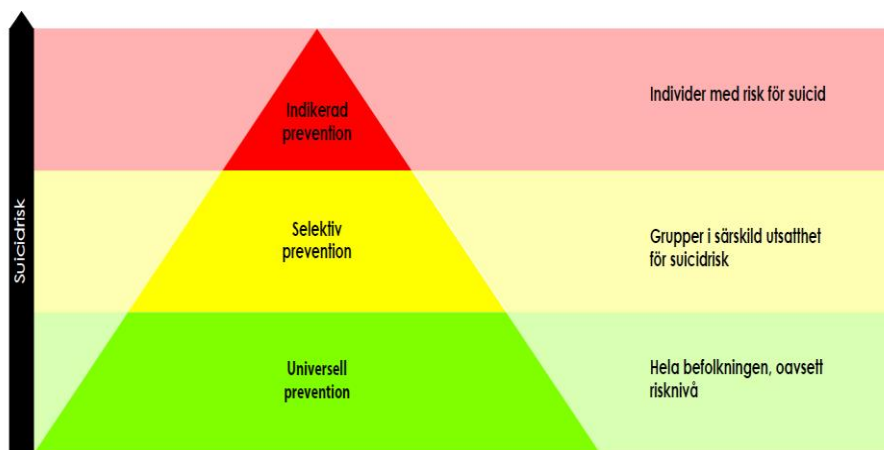 Suicidrisk
Indikerad
prevention
Individer med risk för suicid
Selektiv
prevention
Grupper i särskild utsatthet
för suicidrisk
Universell
prevention
Hela befolkningen, oavsett
risknivå